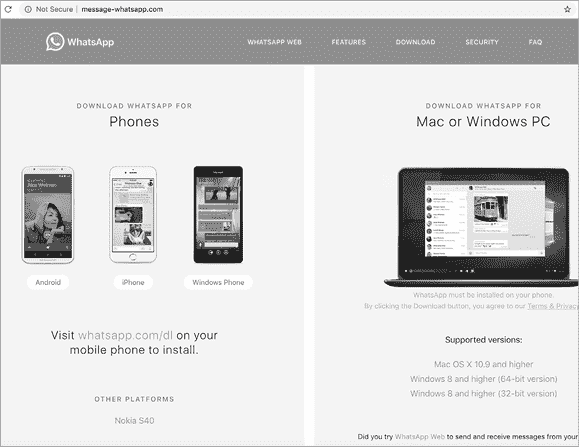 Not Secure | message-whatsapp.com
WhatsApp
WHATSAPP WEB
FEATURES
DOWNLOAD
SECURITY
FAQ
DOWNLOAD WHATSAPP FOR
Phones
Android
iPhone
Windows Phone
Visit whatsapp.com/dl on your
mobile phone to install.
OTHER PLATFORMS
Nokia S40
DOWNLOAD WHATSAPP FOR
Mac or Windows PC
WhatsApp must be installed on your phone.
By clicking the Download button, you agree to our Terms & Privacy
Supported versions:
Mac OS X 10.9 and higher
Windows 8 and higher (64-bit version)
Windows 8 and higher (32-bit version)
Did you try WhatsApp Web to send and receive messages from your